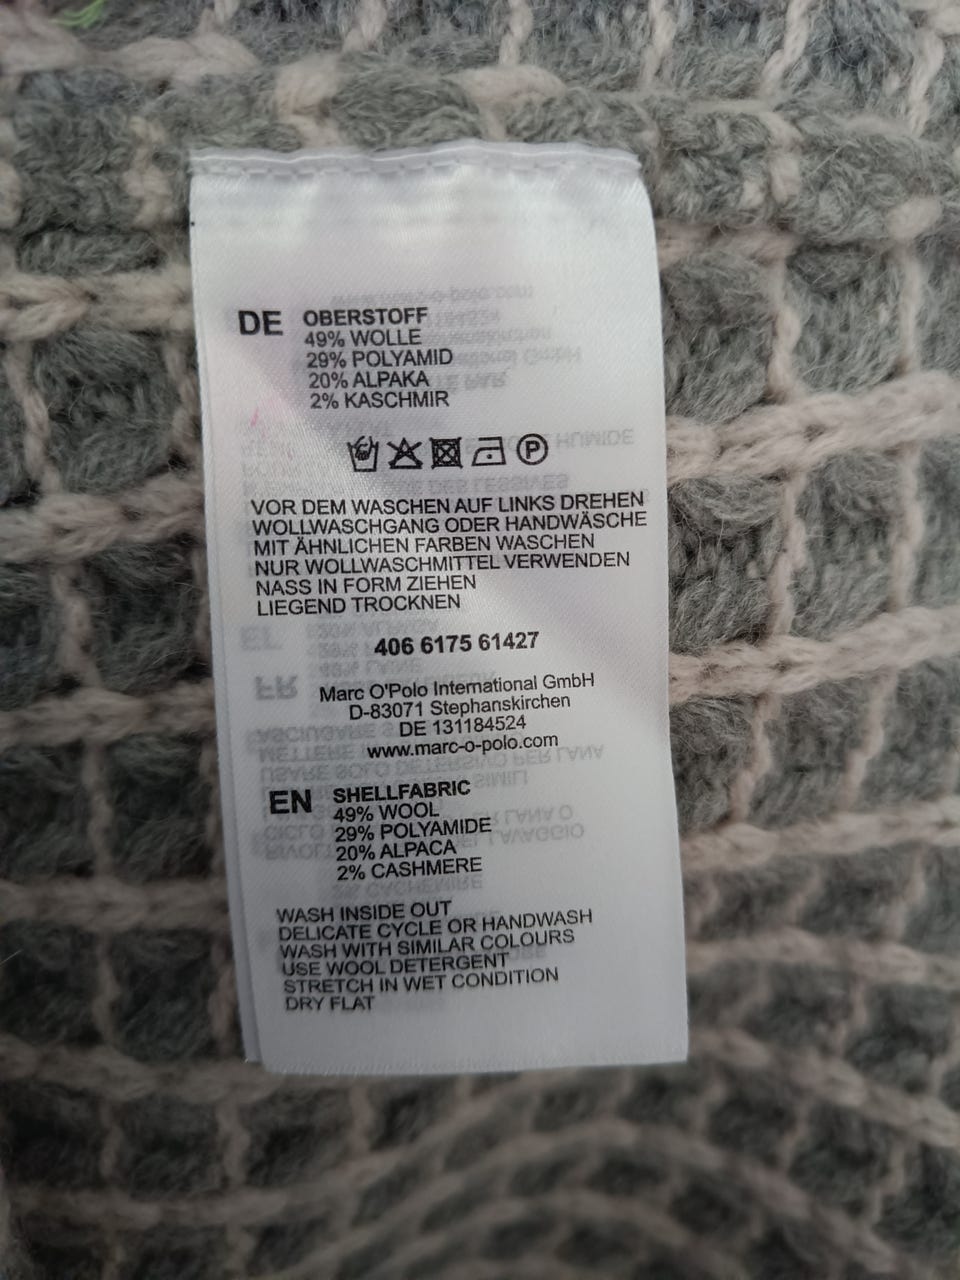 DE OBERSTOFF
49% WOLLE
29% POLYAMID
20% ALPAKA
2% KASCHMIR
P
VOR DEM WASCHEN AUF LINKS DREHEN
WOLLWASCHGANG ODER HANDWÄSCHE
MIT ÄHNLICHEN FARBEN WASCHEN
NUR WOLLWASCHMITTEL VERWENDEN
NASS IN FORM ZIEHEN
LIEGEND TROCKNEN
406 6175 61427
Marc O'Polo International GmbH
D-83071 Stephanskirchen
DE 131184524
www.marc-o-polo.com
EN SHELLFABRIC
49% WOOL
29% POLYAMIDE
20% ALPACA
2% CASHMERE
WASH INSIDE OUT
DELICATE CYCLE OR HANDWASH
WASH WITH SIMILAR COLOURS
USE WOOL DETERGENT
STRETCH IN WET CONDITION
DRY FLAT